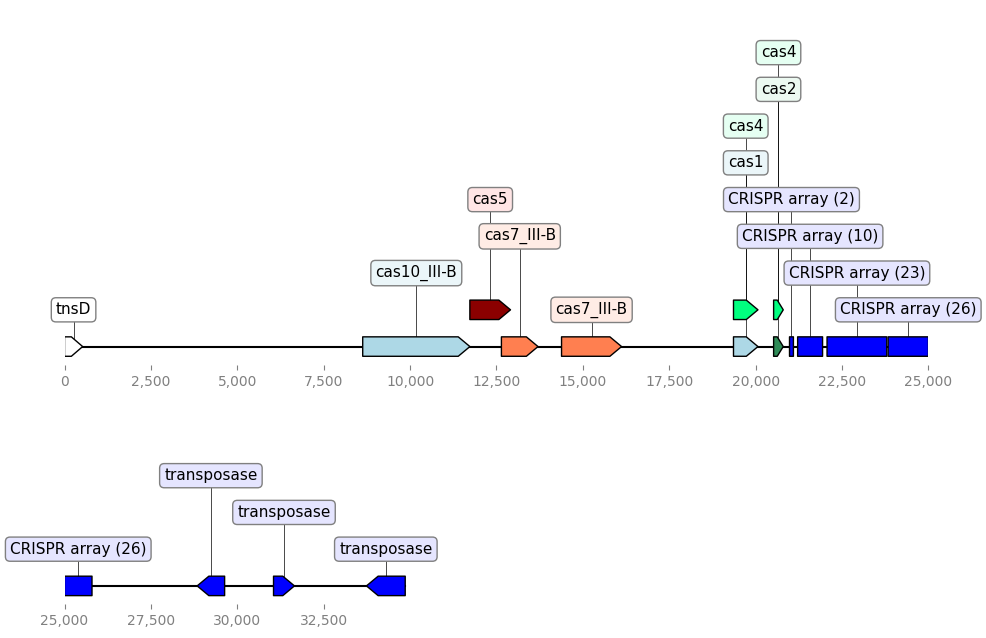 cas4
cas2
cas4
cas1
cas5
CRISPR array (2)
cas7_III-B
CRISPR array (10)
cas10_III-B
CRISPR array (23)
tnsD
cas7_III-B
CRISPR array (26)
0
2,500
5,000
7,500
10,000
12,500
15,000
17,500
20,000
22,500
25,000
transposase
transposase
CRISPR array (26)
transposase
25,000
27,500
30,000
32,500